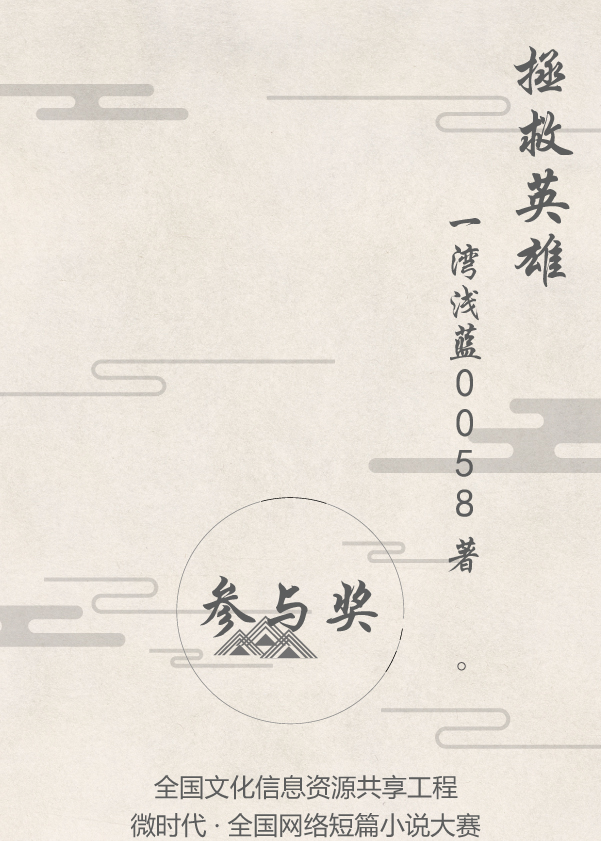 拯救英雄
一湾浅蓝0058 著
参与奖
全国文化信息资源共享工程
微时代·全国网络短篇小说大赛